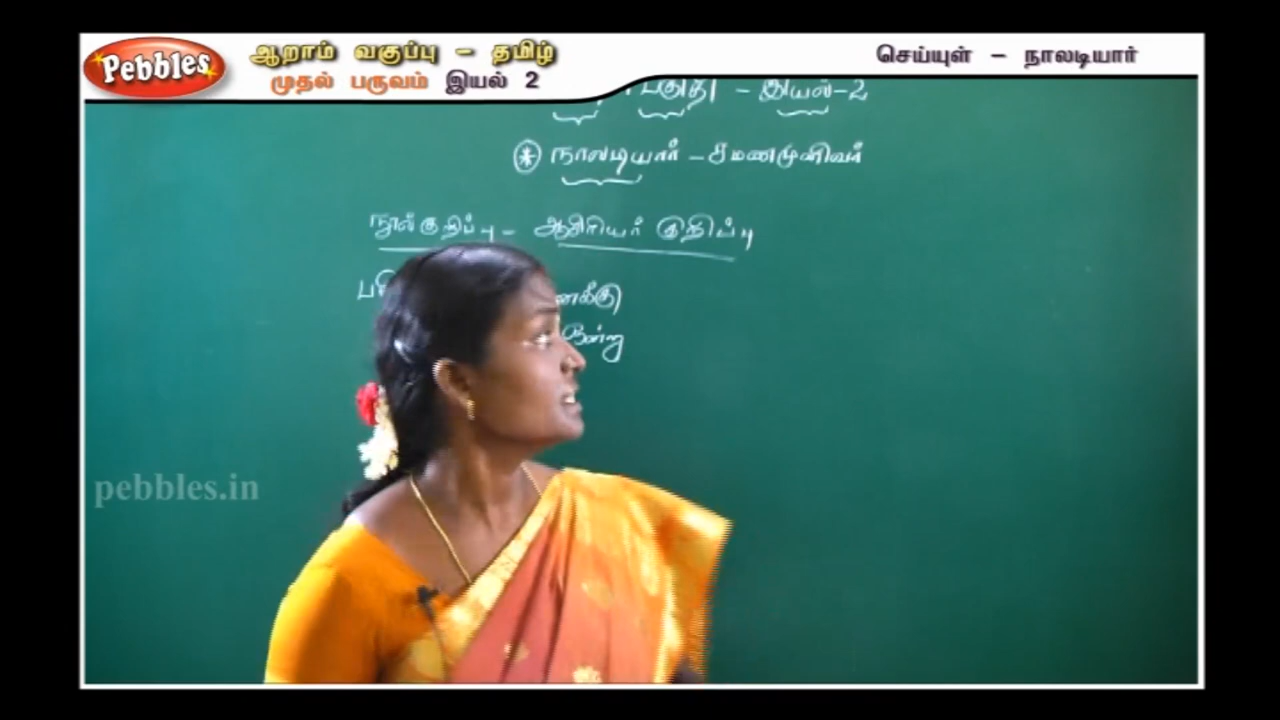 Pebbles
ஆறாம் வகுப்பு – தமிழ்
முதல் பருவம் இயல் 2
செய்யுள் – நாலடியார்
பகுதி – இயல்-2
நாலடியார் – சமணமுனிவர்
நூல்குறிப்பு – ஆசிரியர் குறிப்பு
pebbles.in